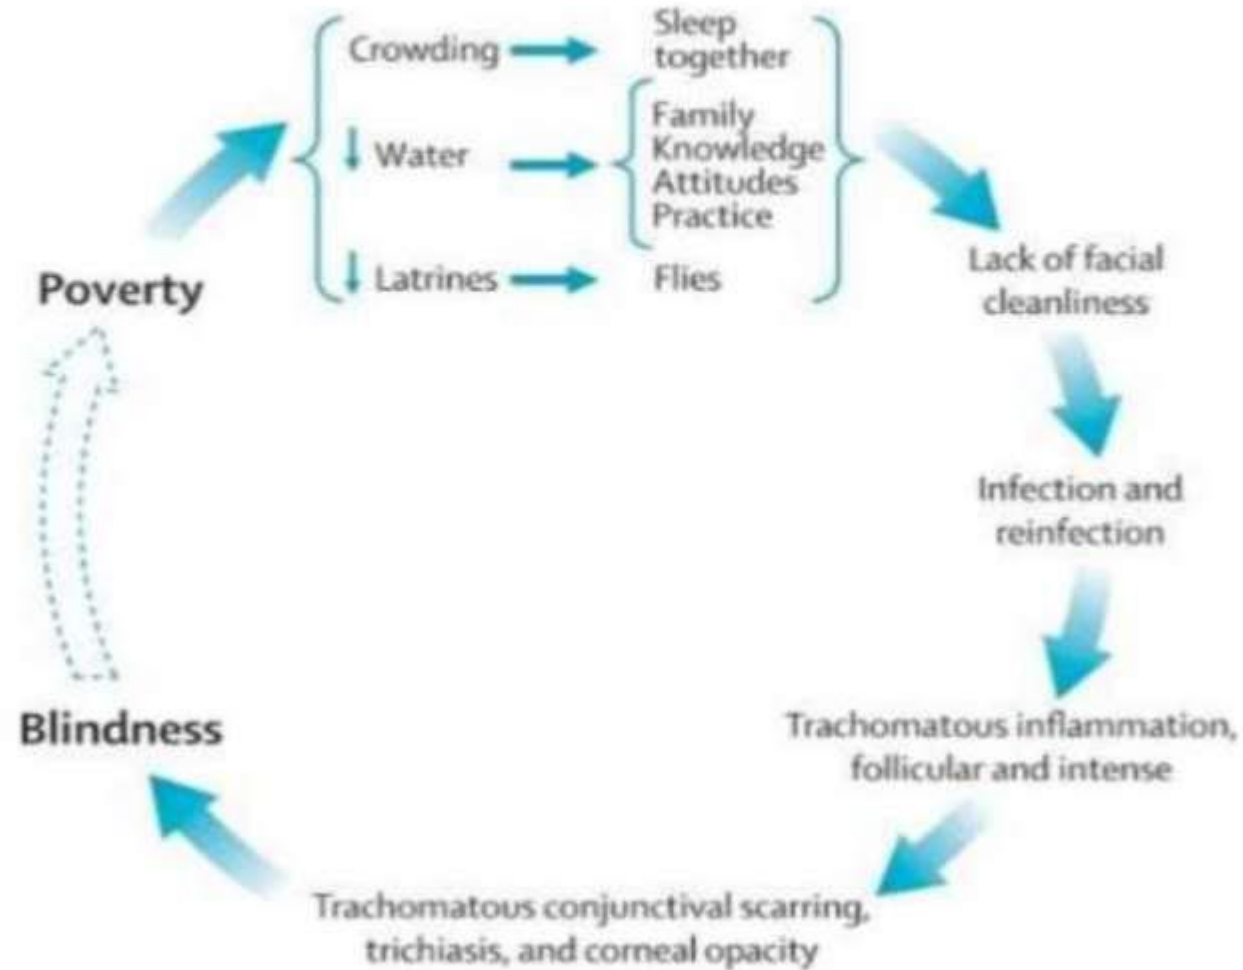 Crowding
Sleep
together
Water
Family
Knowledge
Attitudes
Practice
Latrines
Flies
Poverty
Lack of facial
cleanliness
Infection and
reinfection
Trachomatous inflammation,
follicular and intense
Trachomatous conjunctival scarring,
trichiasis, and corneal opacity
Blindness